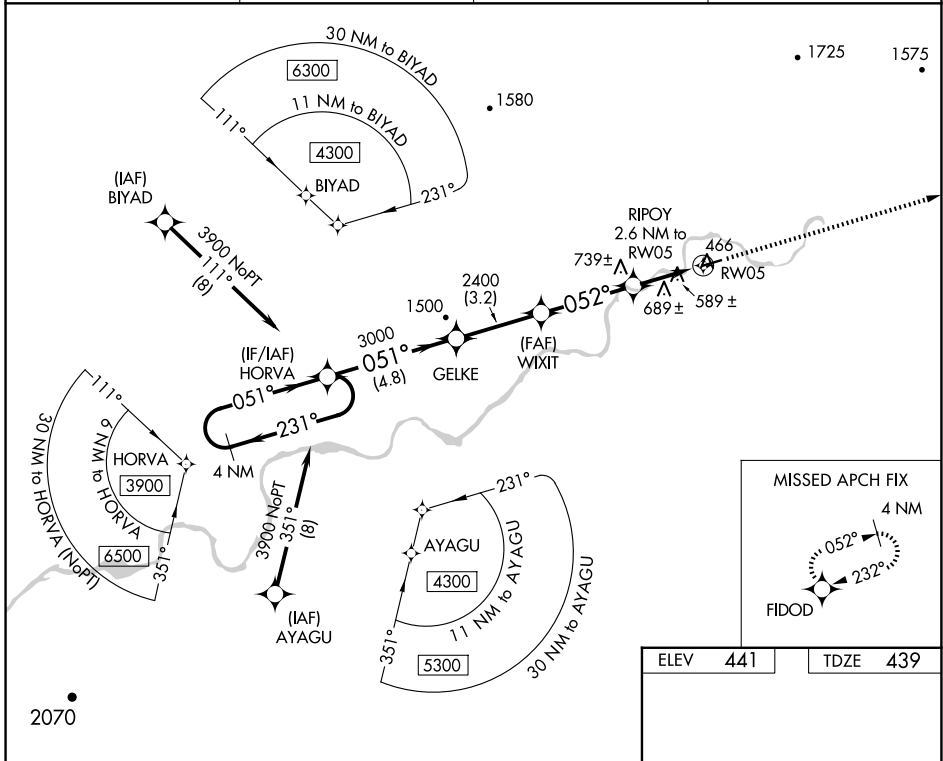 30 NM to BIYAD
6300
11 NM to BIYAD
4300
111°
BIYAD
231°
1580
1725
1575
(IAF)
BIYAD
3900 NoPT
111°
(8)
RIPOY
2.6 NM to
RW05
739±
466
RW05
689±
589±
052°
2400
(3.2)
1500
(FAF)
WIXIT
GELKE
3000
051°
(4.8)
(IF/IAF)
HORVA
051°
231°
4 NM
111°
30 NM to HORVA (NoPT)
6 NM to HORVA
HORVA
3900
6500
351°
3900 NoPT
351°
(8)
(IAF)
AYAGU
231°
AYAGU
4300
11 NM to AYAGU
351°
5300
30 NM to AYAGU
MISSED APCH FIX
4 NM
052°
232°
FIDOD
ELEV 441
TDZE 439
2070